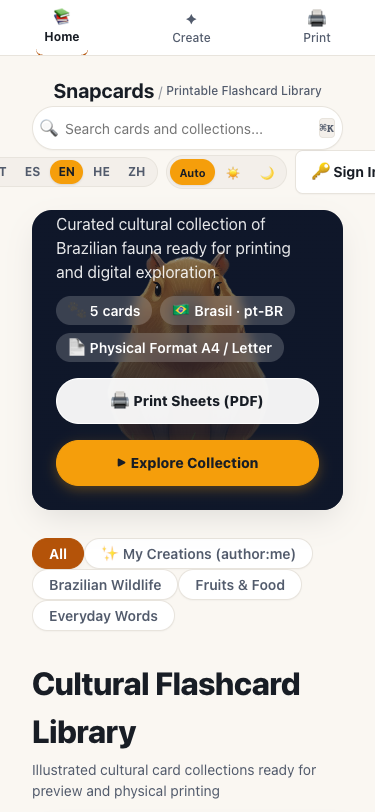 Home
Create
Print
Snapcards / Printable Flashcard Library
Search cards and collections...
⌘K
T ES EN HE ZH
Auto
Sign In
Curated cultural collection of
Brazilian fauna ready for printing
and digital exploration
5 cards
Brasil · pt-BR
Physical Format A4 / Letter
Print Sheets (PDF)
Explore Collection
All
My Creations (author:me)
Brazilian Wildlife
Fruits & Food
Everyday Words
Cultural Flashcard
Library
Illustrated cultural card collections ready for
preview and physical printing